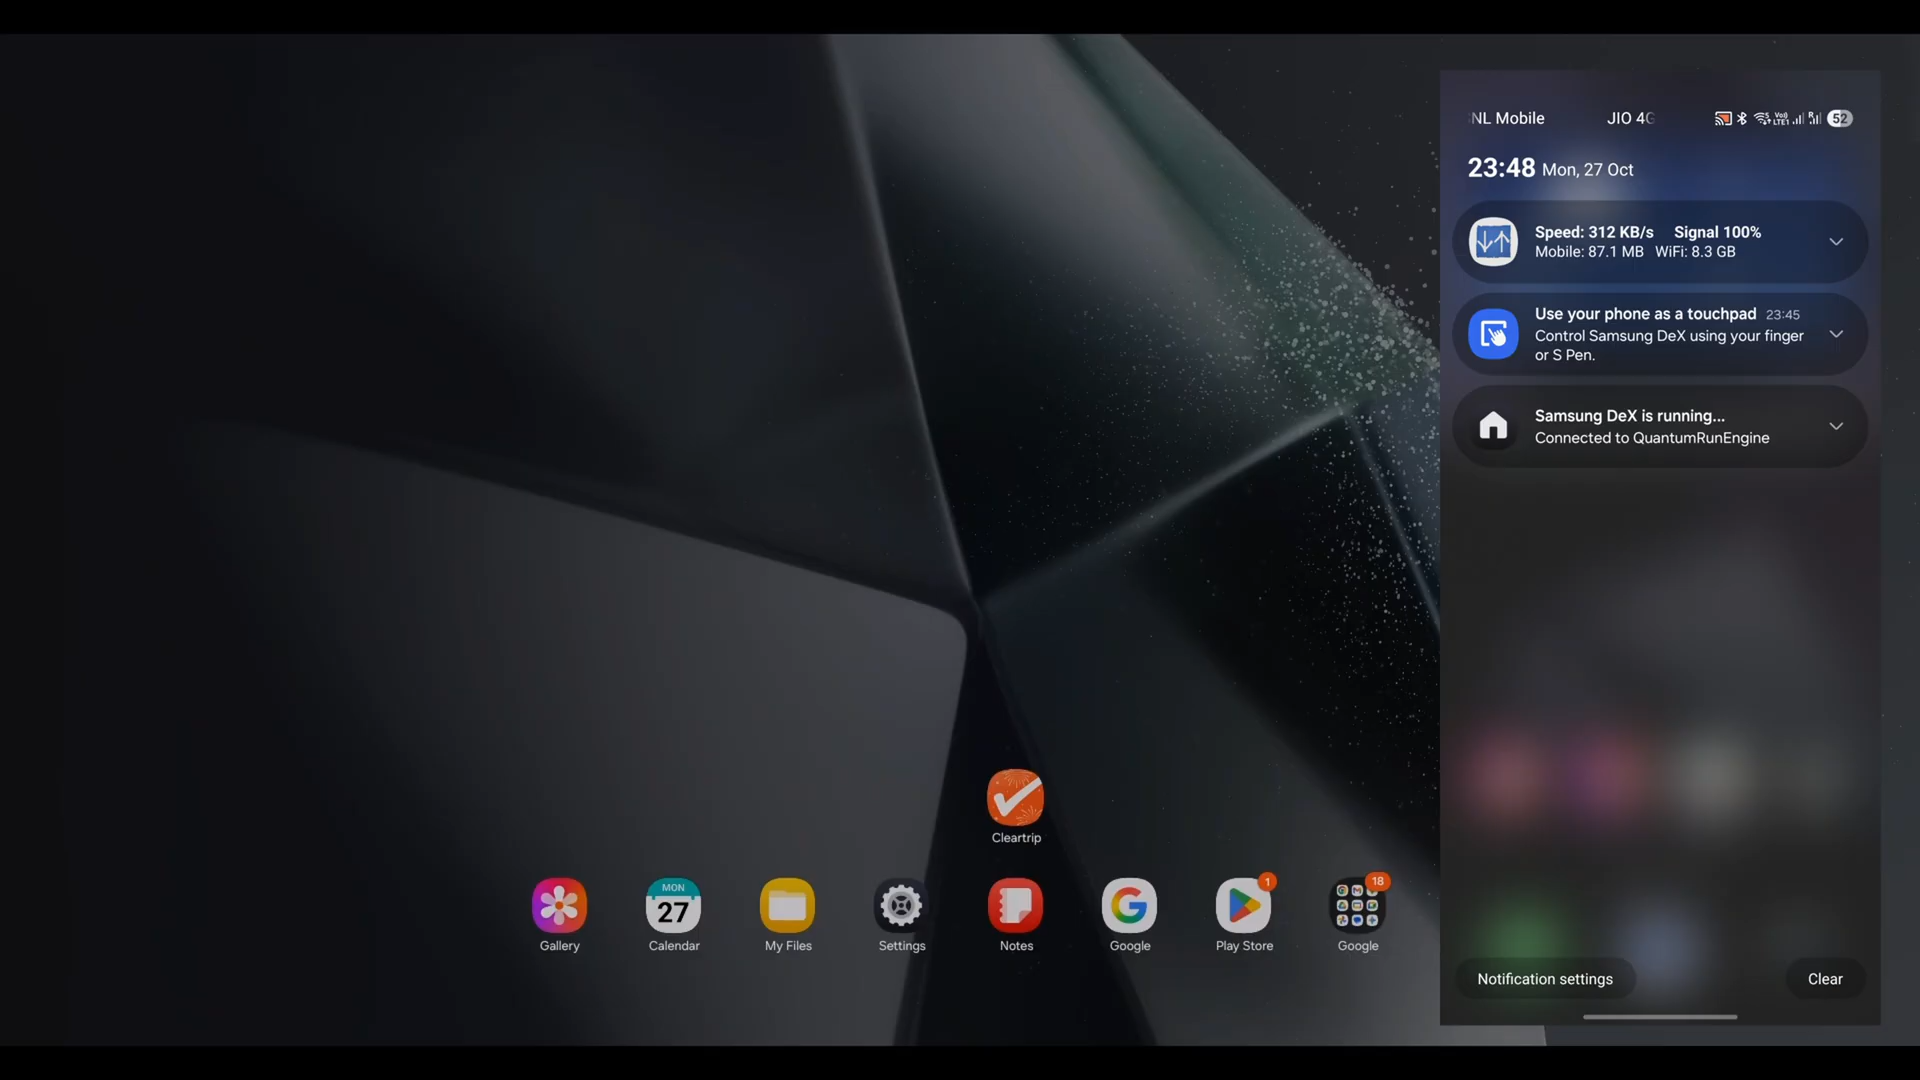 NL Mobile JIO 4G 52
23:48 Mon, 27 Oct
Speed: 312 KB/s Signal 100%
Mobile: 87.1 MB WiFi: 8.3 GB
Use your phone as a touchpad 23:45
Control Samsung DeX using your finger
or S Pen.
Samsung DeX is running...
Connected to QuantumRunEngine
Cleartrip
MON
27
1
18
Gallery
Calendar
My Files
Settings
Notes
Google
Play Store
Google
Notification settings
Clear